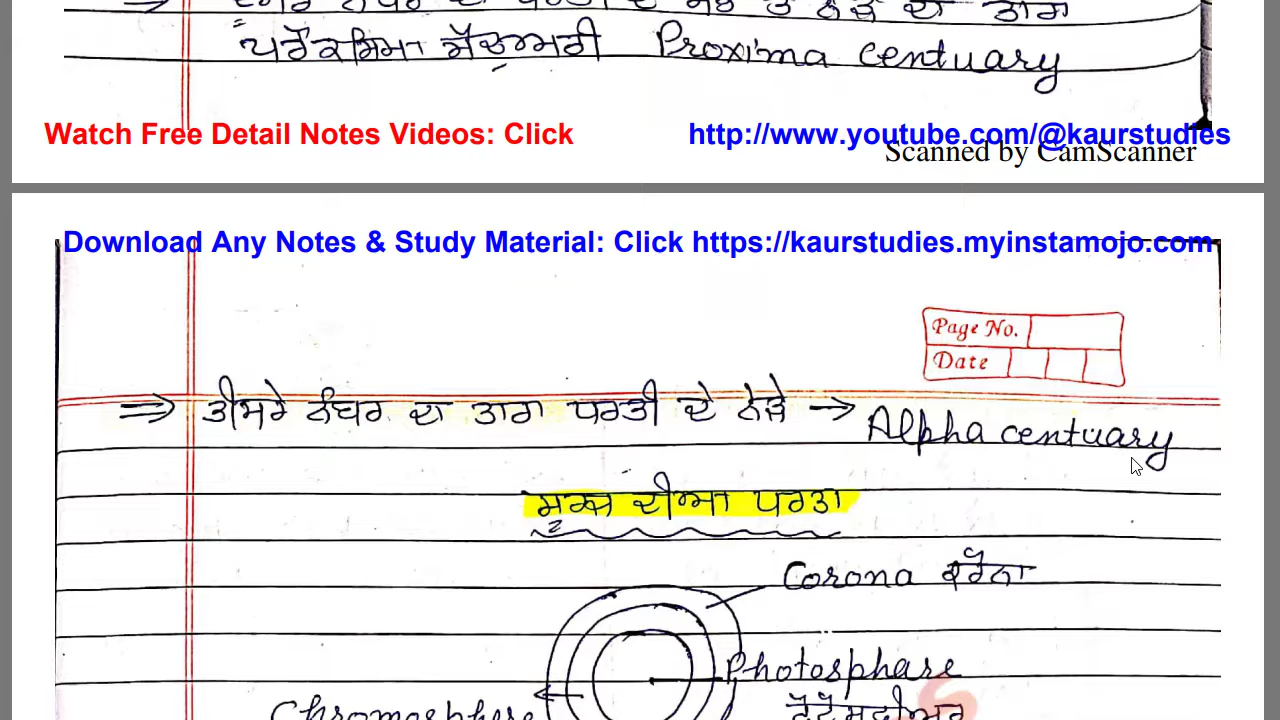 ਪਰੌਕਸਿਮਾ ਸੈਂਚੁਅਰੀ Proxima centuary
Watch Free Detail Notes Videos: Click http://www.youtube.com/@kaurstudies
Scanned by CamScanner
Download Any Notes & Study Material: Click https://kaurstudies.myinstamojo.com
Page No.
Date
⇒ ਤੀਸਰੇ ਨੰਬਰ ਦਾ ਤਾਰਾ ਧਰਤੀ ਦੇ ਨੇੜੇ → Alpha centuary
ਸੂਰਜ ਦੀਆ ਪਰਤਾ
Corona ਕਰੋਨਾ
Photosphare
Chromosphere